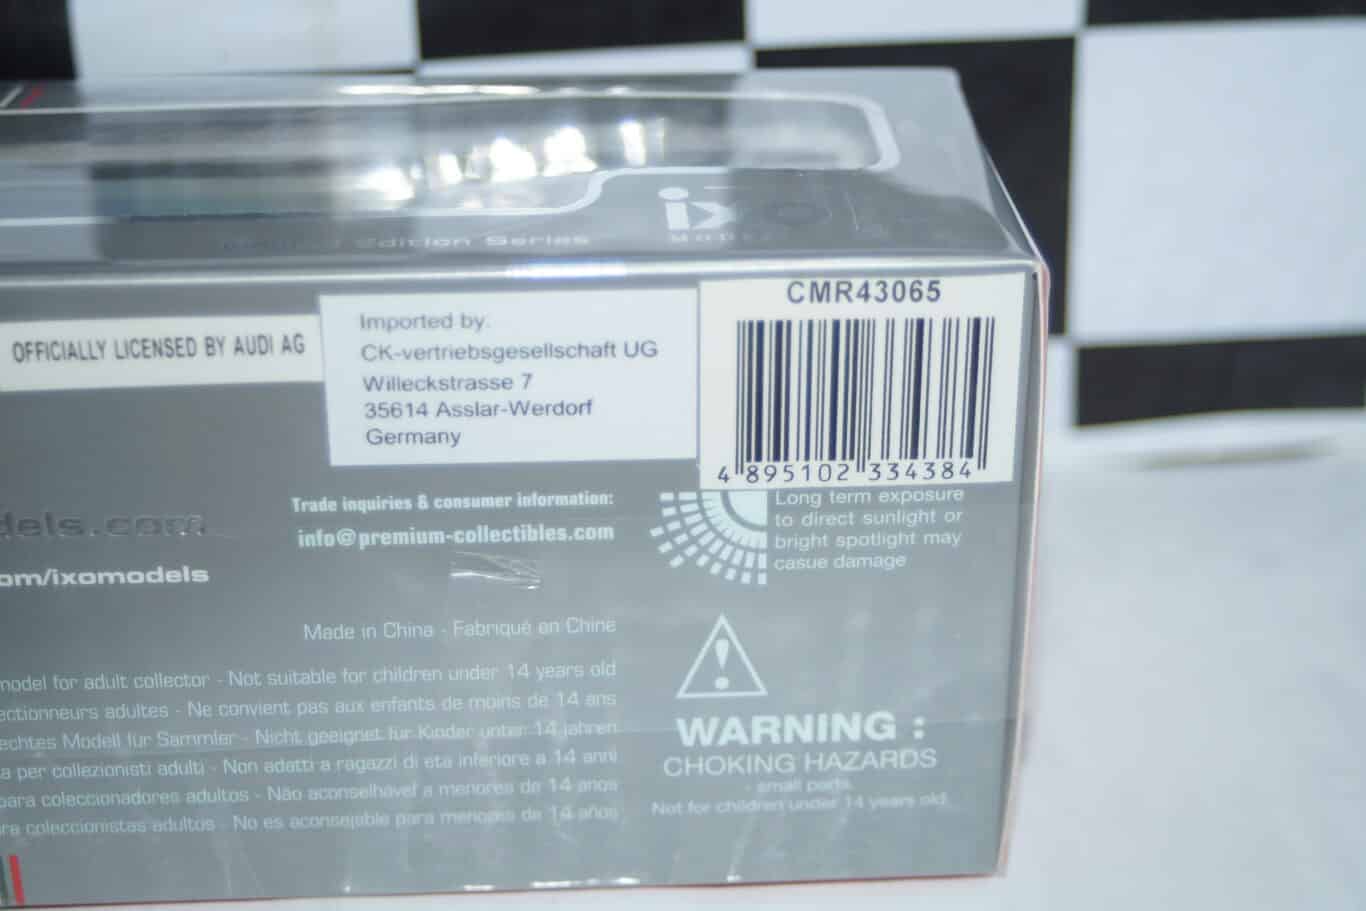 Limited Edition Series
ixo
Models
OFFICIALLY LICENSED BY AUDI AG
Imported by:
CK-vertriebsgesellschaft UG
Willeckstrasse 7
35614 Asslar-Werdorf
Germany
CMR43065
4 895102 334384
dels.com
om/ixomodels
Trade inquiries & consumer information:
info@premium-collectibles.com
Long term exposure
to direct sunlight or
bright spotlight may
casue damage
Made in China - Fabriqué en Chine
model for adult collector - Not suitable for children under 14 years old
ectionneurs adultes - Ne convient pas aux enfants de moins de 14 ans
echtes Modell für Sammler - Nicht geeignet für Kinder unter 14 jahren
a per collezionisti adulti - Non adatti a ragazzi di eta inferiore a 14 anni
para coleccionadores adultos - Não aconselhavel a menores de 14 anos
ra coleccionistas adultos - No es aconsejable para menores de 14 años
WARNING :
CHOKING HAZARDS
- small parts.
Not for children under 14 years old.